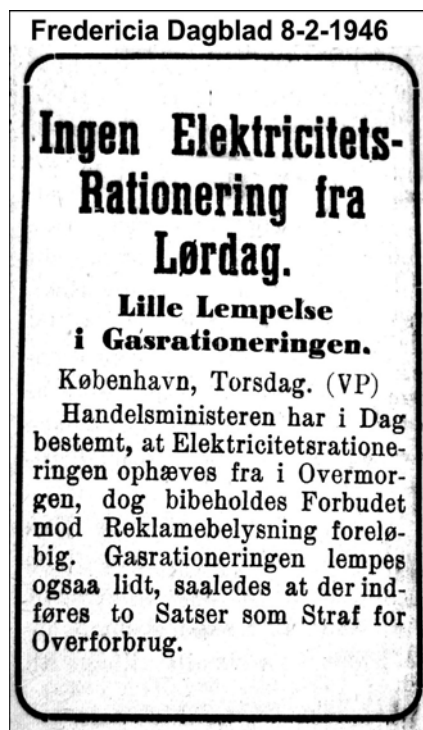 Fredericia Dagblad 8-2-1946
Ingen Elektricitets-
Rationering fra
Lørdag.
Lille Lempelse
i Gasrationeringen.
København, Torsdag. (VP)
Handelsministeren har i Dag
bestemt, at Elektricitetsratione-
ringen ophæves fra i Overmor-
gen, dog bibeholdes Forbudet
mod Reklamebelysning foreløbig.
big. Gasrationeringen lempes
ogsaa lidt, saaledes at der ind-
føres to Satser som Straf for
Overforbrug.